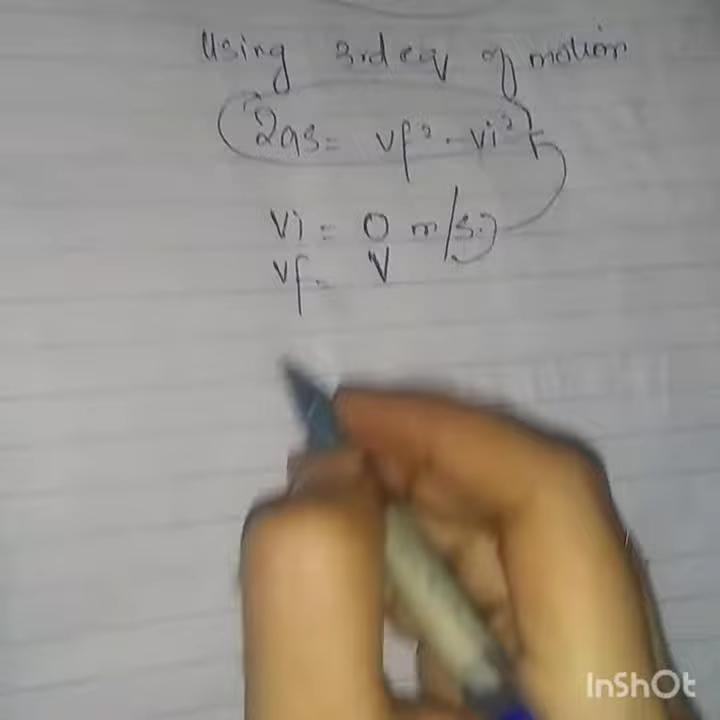 Using 3rd eq of motion
2as = vf² - vi²
vi = 0 m/s
vf = V
InShOt